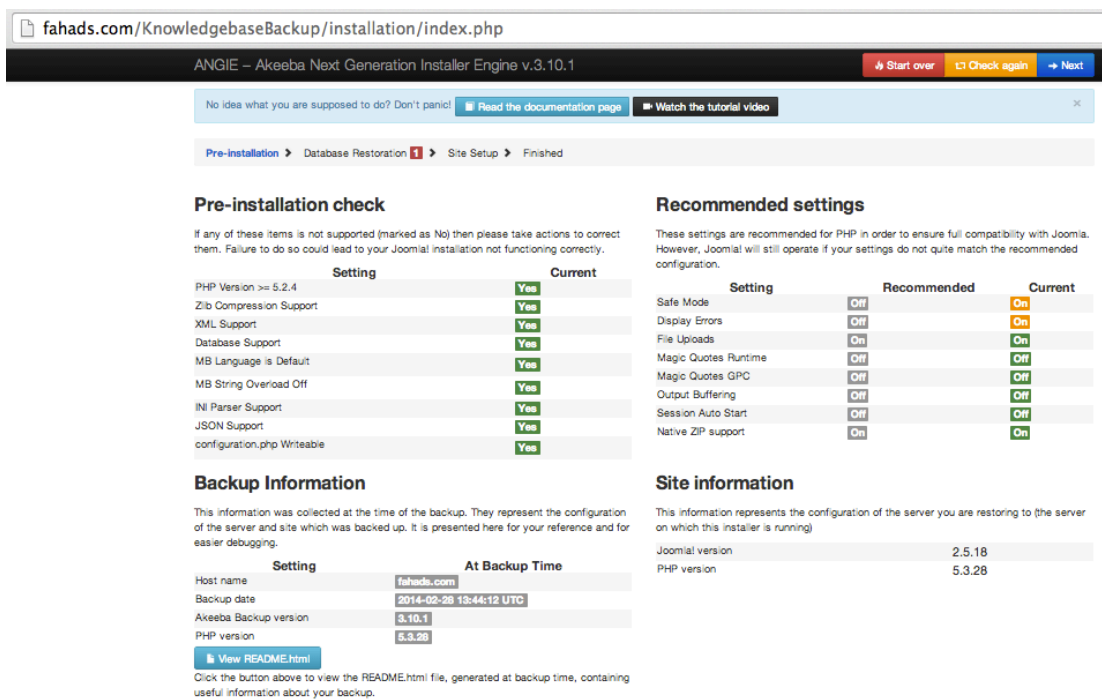 fahads.com/KnowledgebaseBackup/installation/index.php
ANGIE – Akeeba Next Generation Installer Engine v.3.10.1
Start over
Check again
Next
No idea what you are supposed to do? Don't panic!
Read the documentation page
Watch the tutorial video
×
Pre-installation > Database Restoration 1 > Site Setup > Finished
Pre-installation check
If any of these items is not supported (marked as No) then please take actions to correct
them. Failure to do so could lead to your Joomla! installation not functioning correctly.
Setting Current
PHP Version >= 5.2.4 Yes
Zlib Compression Support Yes
XML Support Yes
Database Support Yes
MB Language is Default Yes
MB String Overload Off Yes
INI Parser Support Yes
JSON Support Yes
configuration.php Writeable Yes
Recommended settings
These settings are recommended for PHP in order to ensure full compatibility with Joomla.
However, Joomla! will still operate if your settings do not quite match the recommended
configuration.
Setting Recommended Current
Safe Mode Off On
Display Errors Off On
File Uploads On On
Magic Quotes Runtime Off Off
Magic Quotes GPC Off Off
Output Buffering Off Off
Session Auto Start Off Off
Native ZIP support On On
Backup Information
This information was collected at the time of the backup. They represent the configuration
of the server and site which was backed up. It is presented here for your reference and for
easier debugging.
Setting At Backup Time
Host name fahads.com
Backup date 2014-02-28 13:44:12 UTC
Akeeba Backup version 3.10.1
PHP version 5.3.28
View README.html
Click the button above to view the README.html file, generated at backup time, containing
useful information about your backup.
Site information
This information represents the configuration of the server you are restoring to (the server
on which this installer is running)
Joomla! version 2.5.18
PHP version 5.3.28